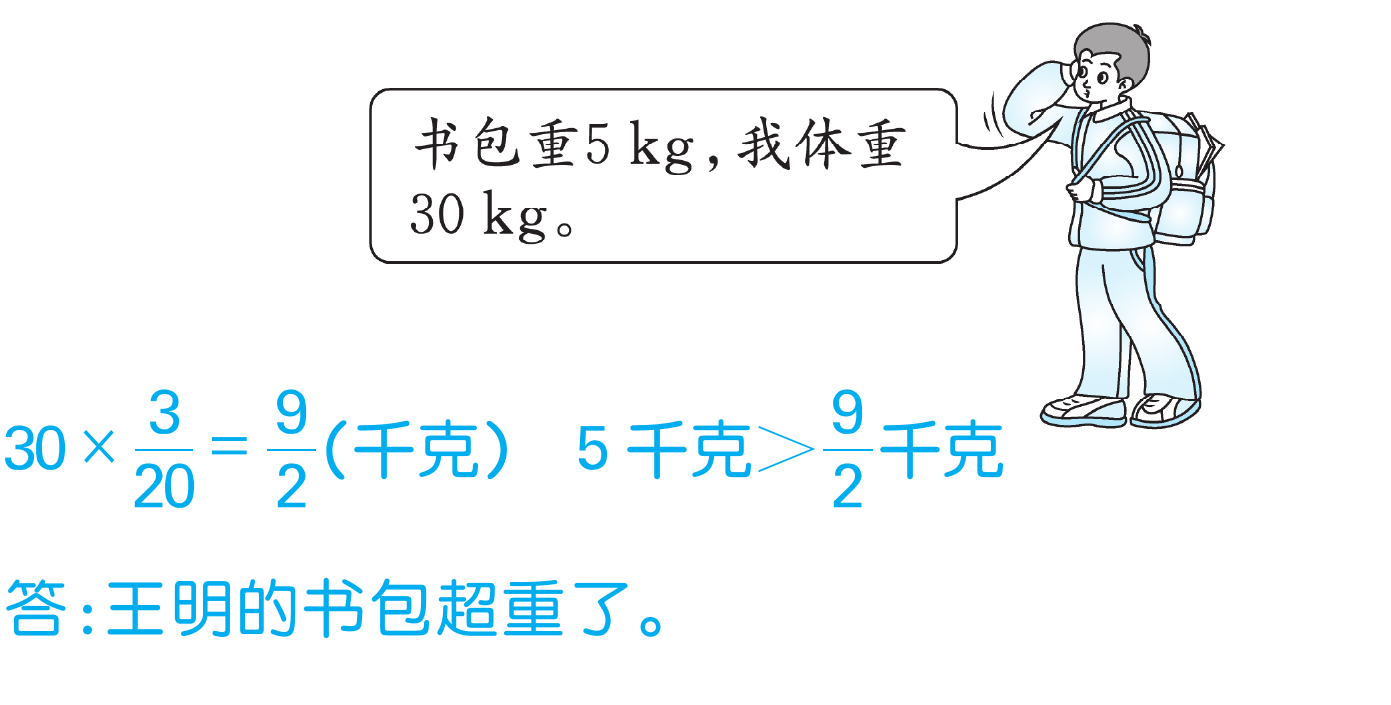 书包重5 kg,我体重
30 kg。
30 × 3/20 = 9/2(千克) 5 千克>9/2千克
答:王明的书包超重了。